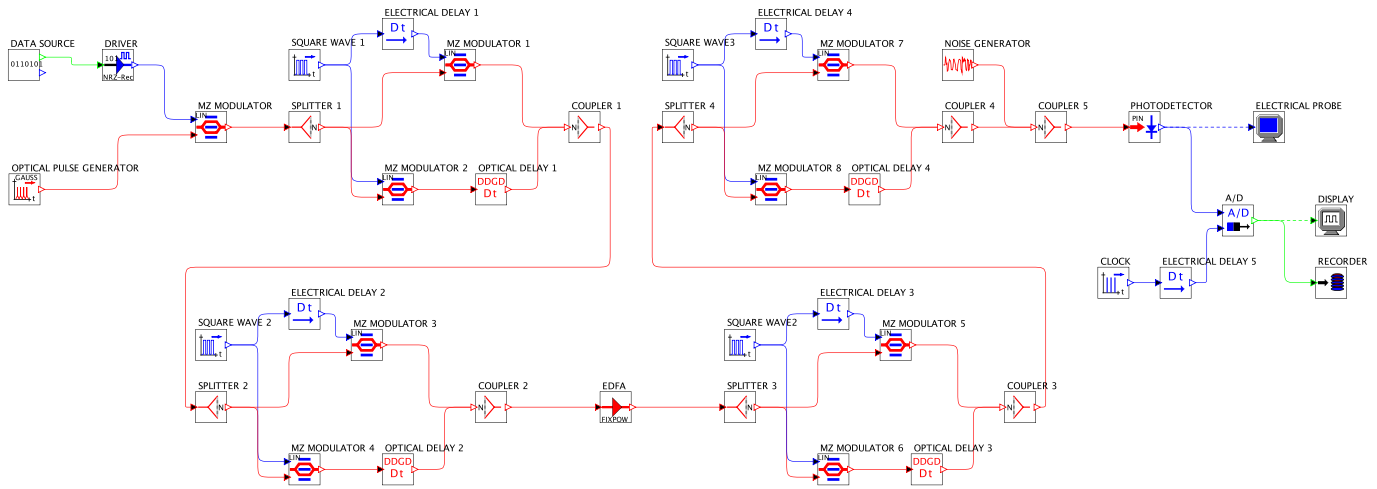 ELECTRICAL DELAY 1
ELECTRICAL DELAY 4
Dt
Dt
DATA SOURCE
DRIVER
SQUARE WAVE 1
MZ MODULATOR 1
SQUARE WAVE3
MZ MODULATOR 7
NOISE GENERATOR
0110101
101
NRZ-Rec
t
LIN
t
LIN
MZ MODULATOR
SPLITTER 1
COUPLER 1
SPLITTER 4
COUPLER 4
COUPLER 5
PHOTODETECTOR
ELECTRICAL PROBE
LIN
N
N
N
N
N
PIN
OPTICAL PULSE GENERATOR
MZ MODULATOR 2
OPTICAL DELAY 1
MZ MODULATOR 8
OPTICAL DELAY 4
GAUSS
t
LIN
DDGD
Dt
LIN
DDGD
Dt
A/D
DISPLAY
A/D
CLOCK
ELECTRICAL DELAY 5
RECORDER
t
Dt
ELECTRICAL DELAY 2
ELECTRICAL DELAY 3
Dt
Dt
SQUARE WAVE 2
MZ MODULATOR 3
SQUARE WAVE2
MZ MODULATOR 5
t
LIN
t
LIN
SPLITTER 2
COUPLER 2
EDFA
SPLITTER 3
COUPLER 3
N
N
FIXPOW
N
N
MZ MODULATOR 4
OPTICAL DELAY 2
MZ MODULATOR 6
OPTICAL DELAY 3
LIN
DDGD
Dt
LIN
DDGD
Dt